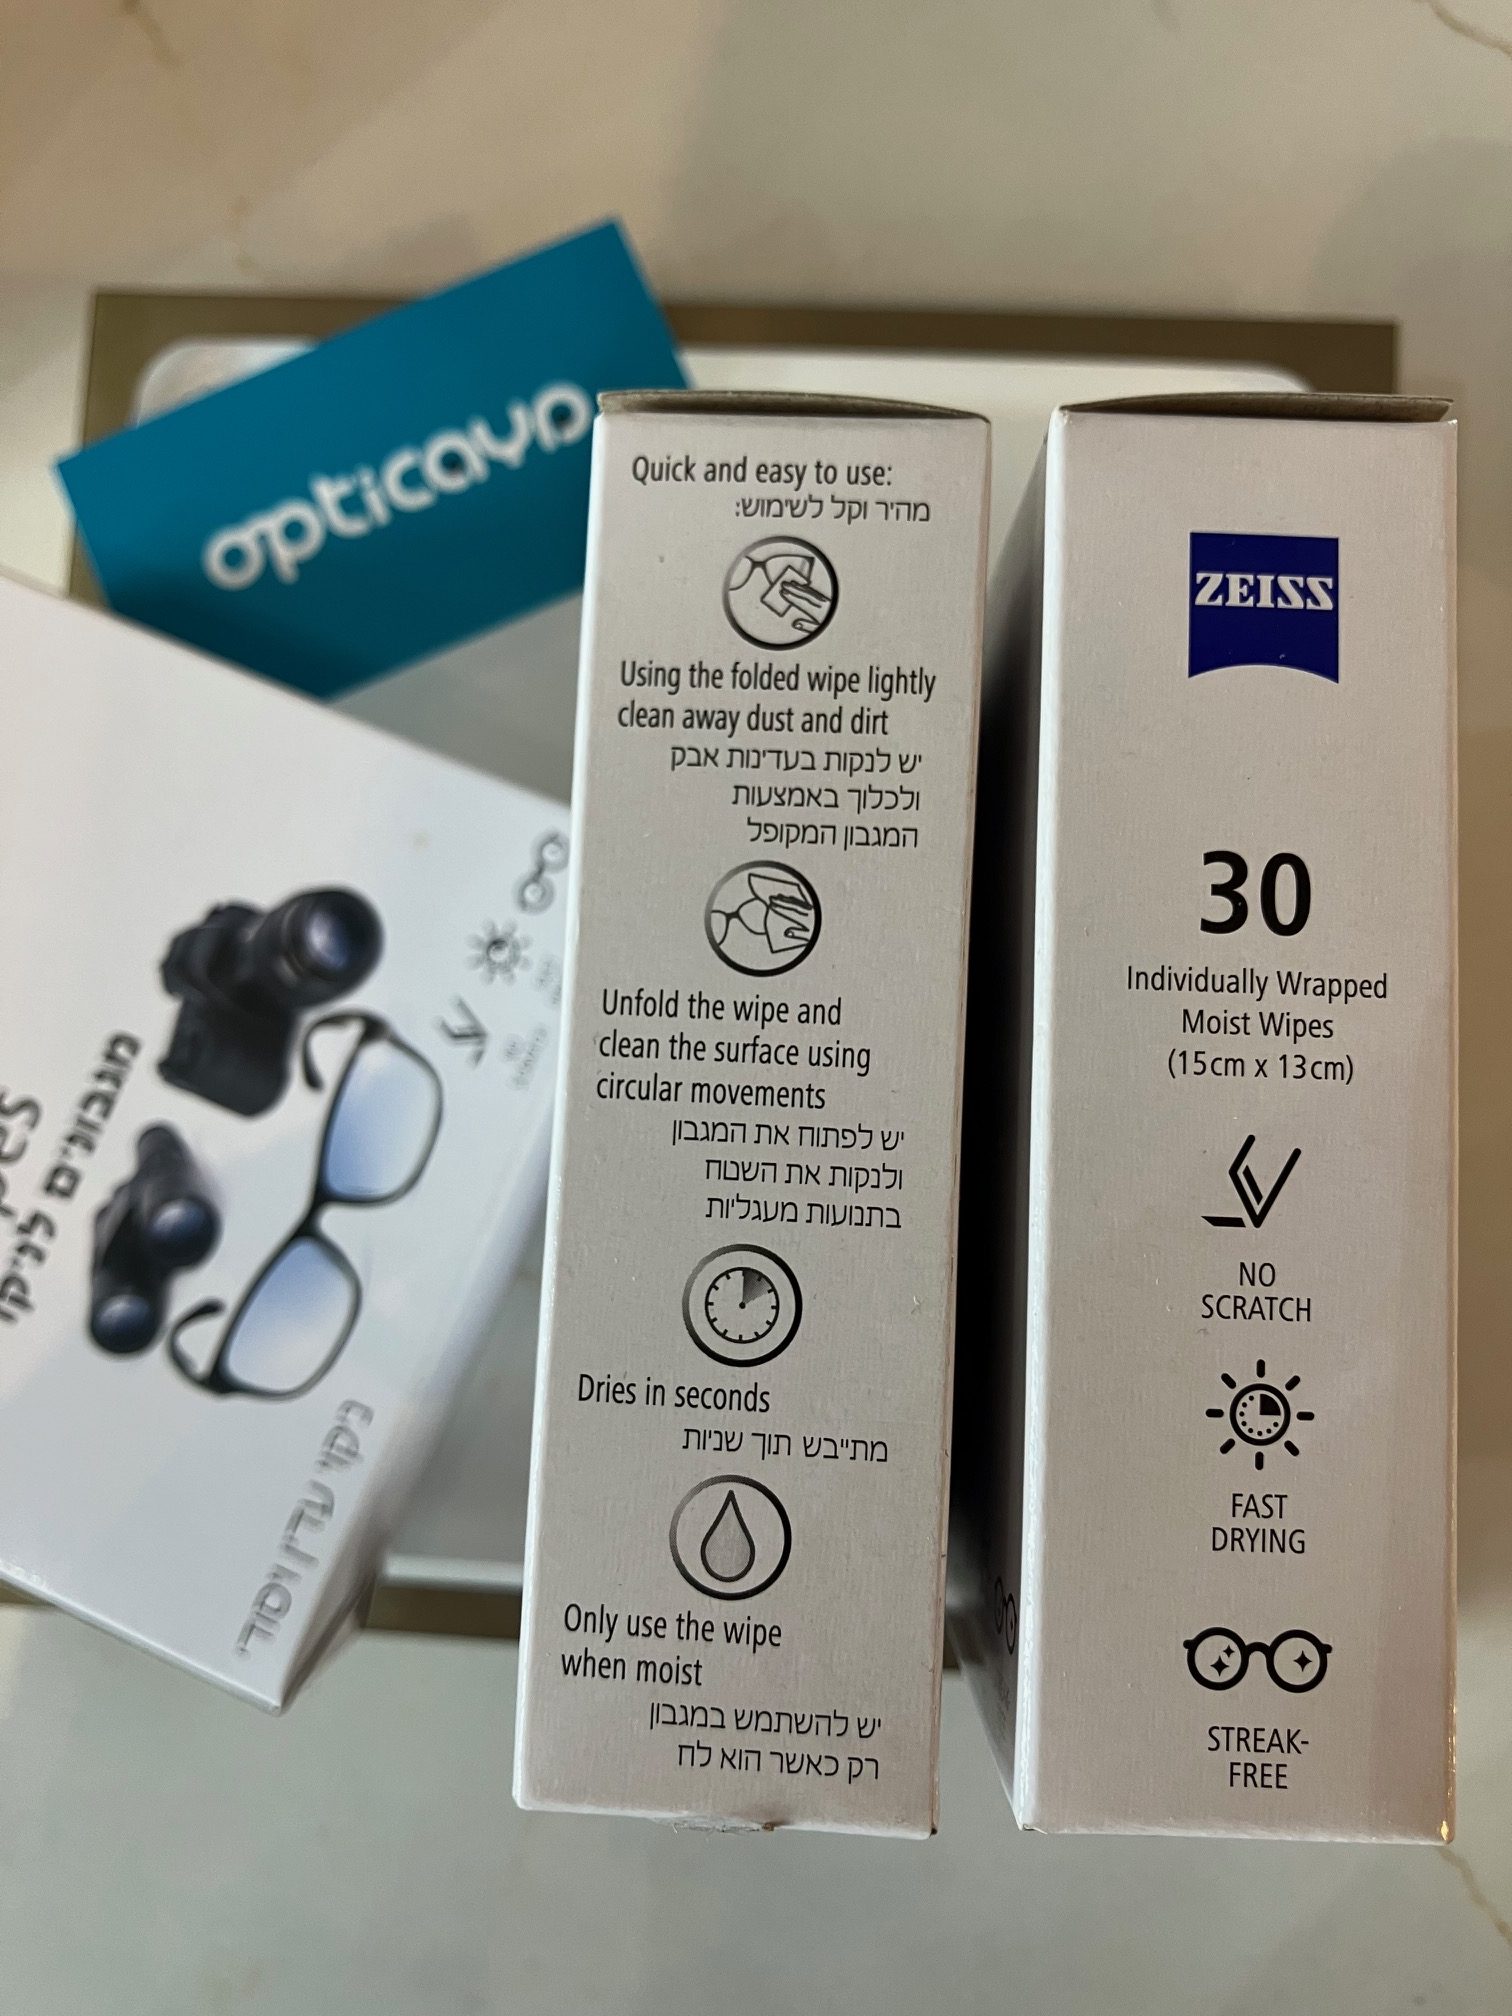 opticana
Quick and easy to use:
מהיר וקל לשימוש:
Using the folded wipe lightly
clean away dust and dirt
יש לנקות בעדינות אבק
ולכלוך באמצעות
המגבון המקופל
Unfold the wipe and
clean the surface using
circular movements
יש לפתוח את המגבון
ולנקות את השטח
בתנועות מעגליות
Dries in seconds
מתייבש תוך שניות
Only use the wipe
when moist
יש להשתמש במגבון
רק כאשר הוא לח
ZEISS
30
Individually Wrapped
Moist Wipes
(15cm x 13cm)
NO
SCRATCH
FAST
DRYING
STREAK-
FREE
מגבונים לניקו